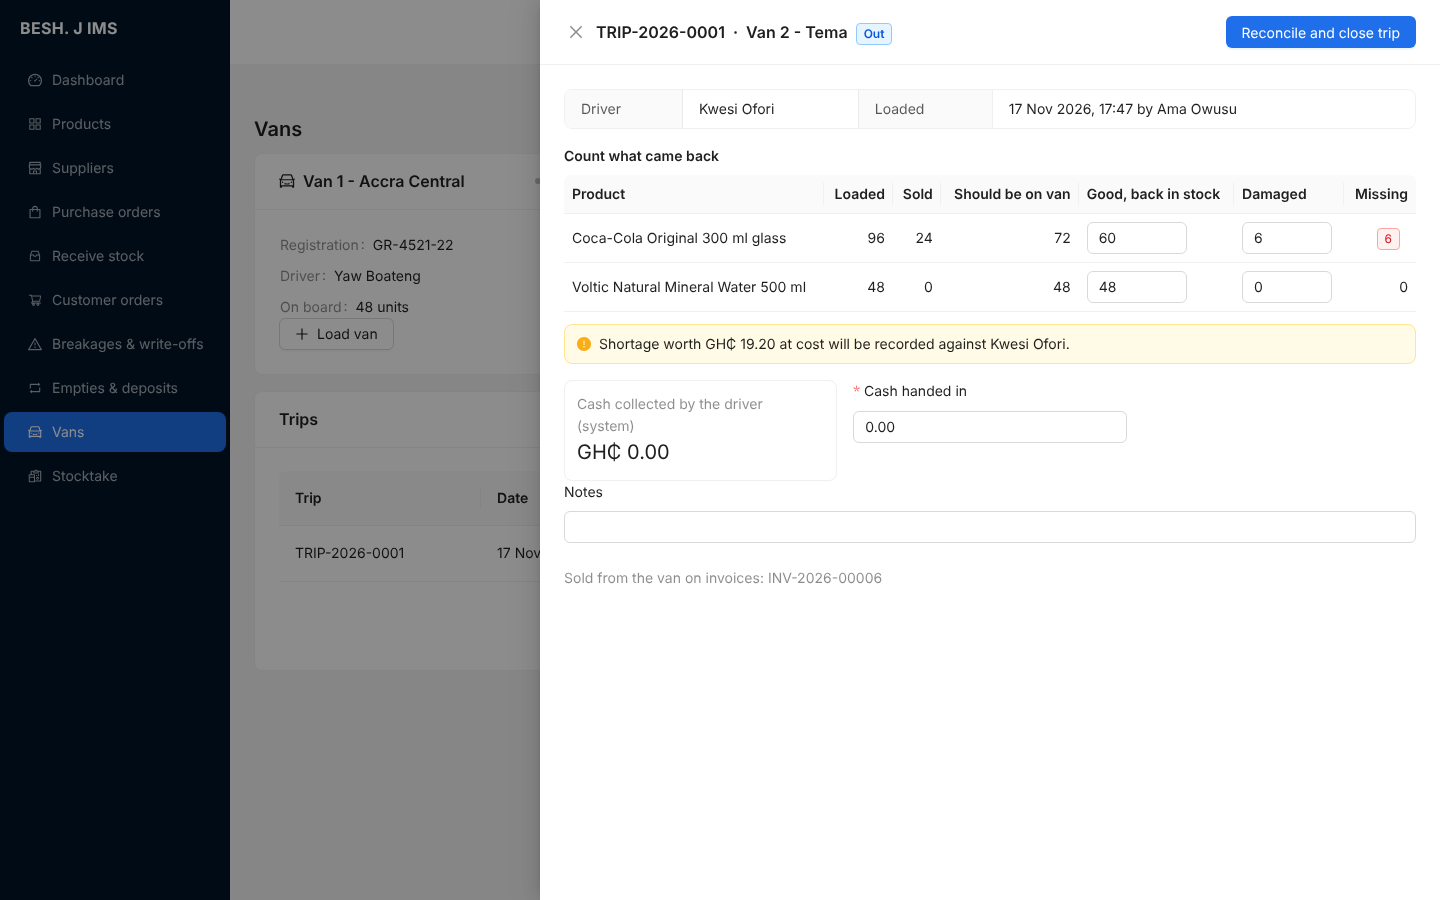 BESH. J IMS
Dashboard
Products
Suppliers
Purchase orders
Receive stock
Customer orders
Breakages & write-offs
Empties & deposits
Vans
Stocktake
Vans
Van 1 - Accra Central
Registration: GR-4521-22
Driver: Yaw Boateng
On board: 48 units
Load van
Trips
Trip Date
TRIP-2026-0001 17 Nov
TRIP-2026-0001 · Van 2 - Tema Out
Reconcile and close trip
Driver Kwesi Ofori Loaded 17 Nov 2026, 17:47 by Ama Owusu
Count what came back
Product Loaded Sold Should be on van Good, back in stock Damaged Missing
Coca-Cola Original 300 ml glass 96 24 72 60 6 6
Voltic Natural Mineral Water 500 ml 48 0 48 48 0 0
Shortage worth GH₵ 19.20 at cost will be recorded against Kwesi Ofori.
Cash collected by the driver
(system)
GH₵ 0.00
* Cash handed in
0.00
Notes
Sold from the van on invoices: INV-2026-00006